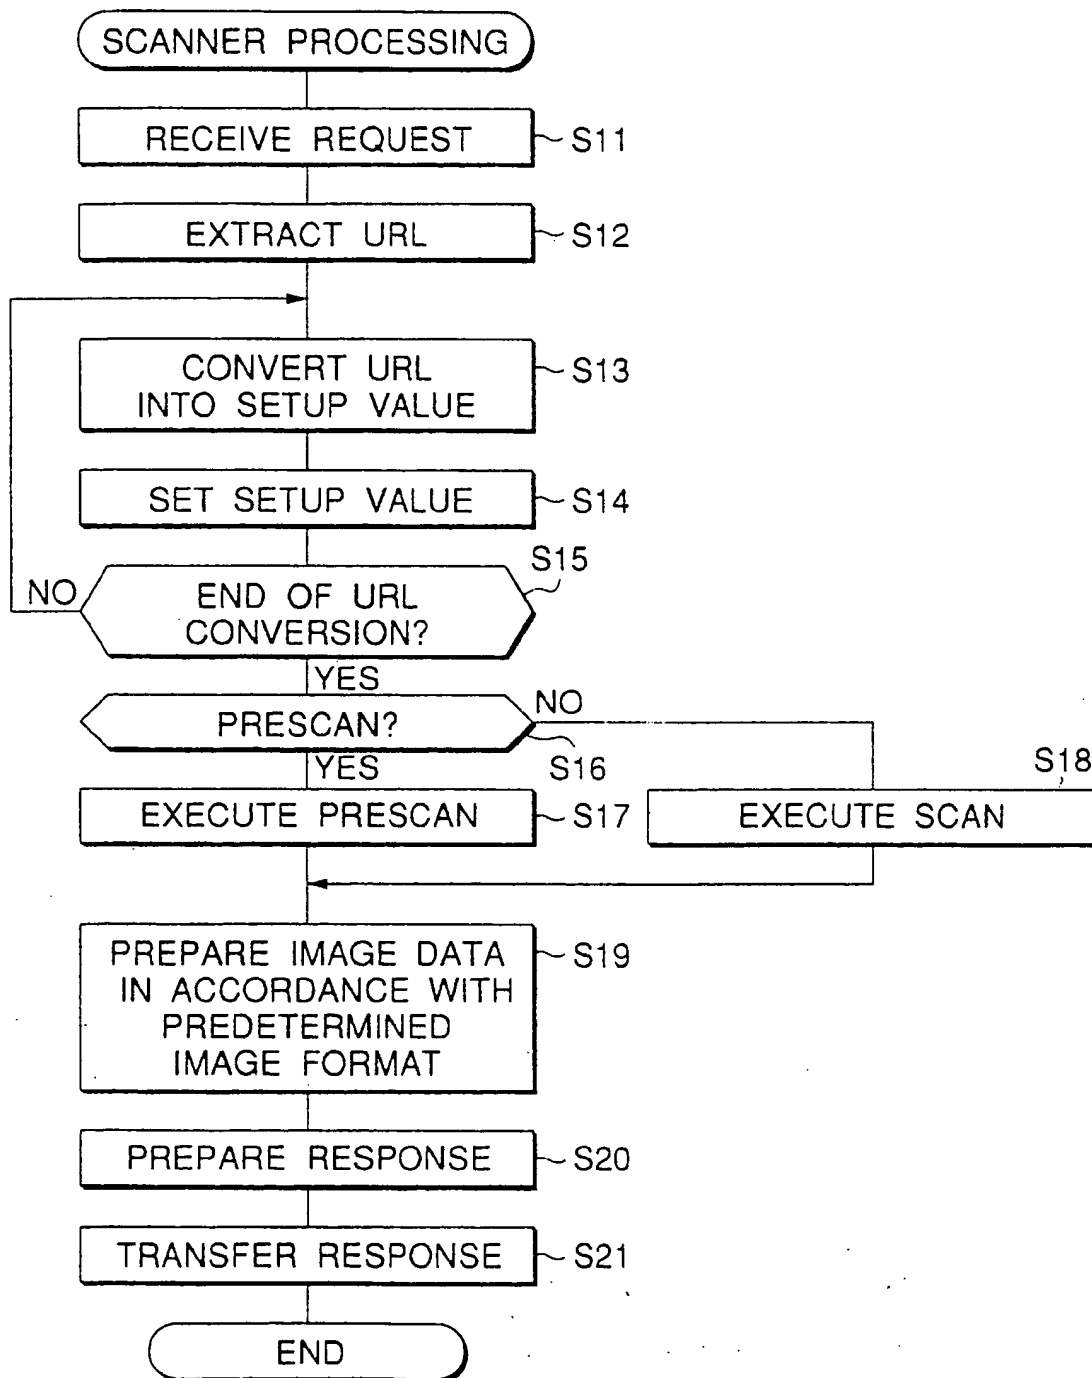 SCANNER PROCESSING
RECEIVE REQUEST
S11
EXTRACT URL
S12
CONVERT URL
INTO SETUP VALUE
S13
SET SETUP VALUE
S14
S15
NO
END OF URL
CONVERSION?
YES
PRESCAN?
NO
S16
YES
S18
EXECUTE PRESCAN
S17
EXECUTE SCAN
PREPARE IMAGE DATA
IN ACCORDANCE WITH
PREDETERMINED
IMAGE FORMAT
S19
PREPARE RESPONSE
S20
TRANSFER RESPONSE
S21
END